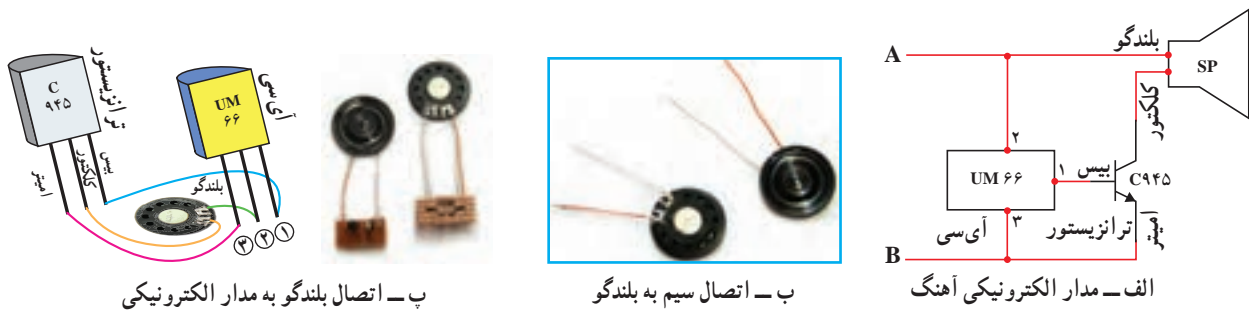 A
بلندگو
SP
کلکتور
۲
UM ۶۶
۱
بیس
C۹۴۵
۳
آی‌سی
ترانزیستور
امیتر
B
الف ــ مدار الکترونیکی آهنگ
ب ــ اتصال سیم به بلندگو
آی‌سی
UM
۶۶
ترانزیستور
C
۹۴۵
بیس
کلکتور
امیتر
بلندگو
۱
۲
۳
پ ــ اتصال بلندگو به مدار الکترونیکی